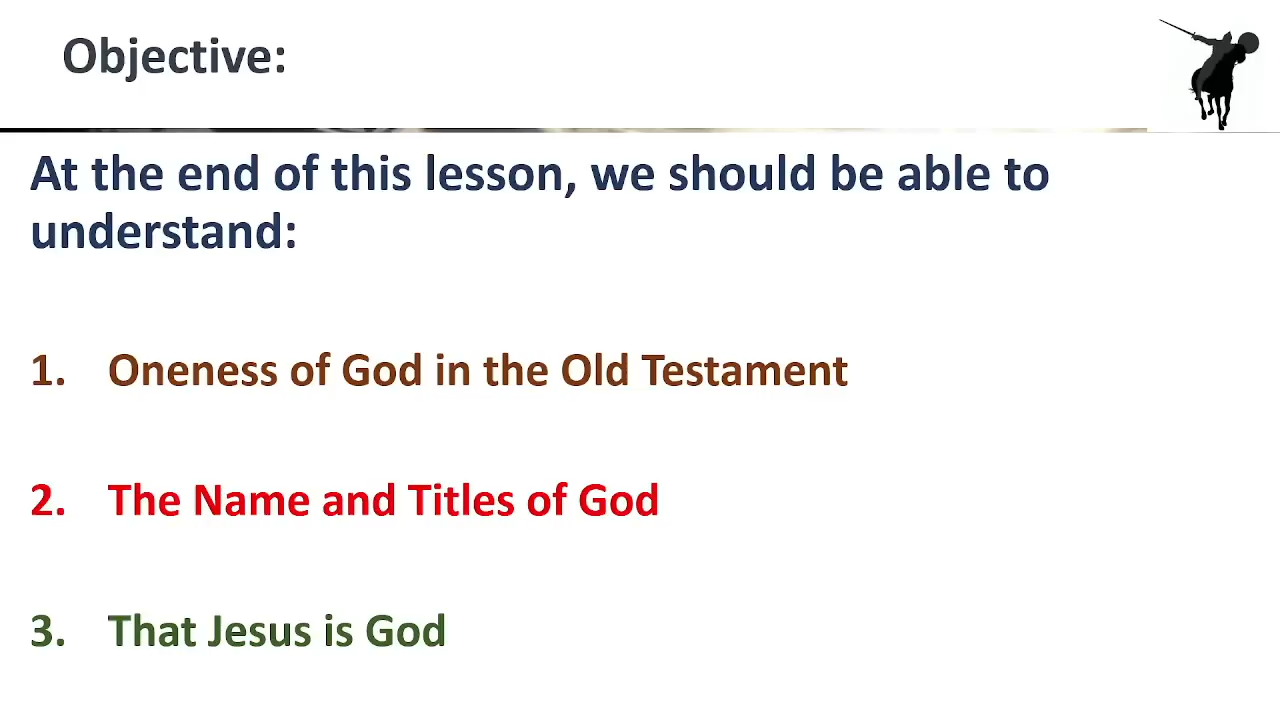 Objective:
At the end of this lesson, we should be able to
understand:
1. Oneness of God in the Old Testament
2. The Name and Titles of God
3. That Jesus is God